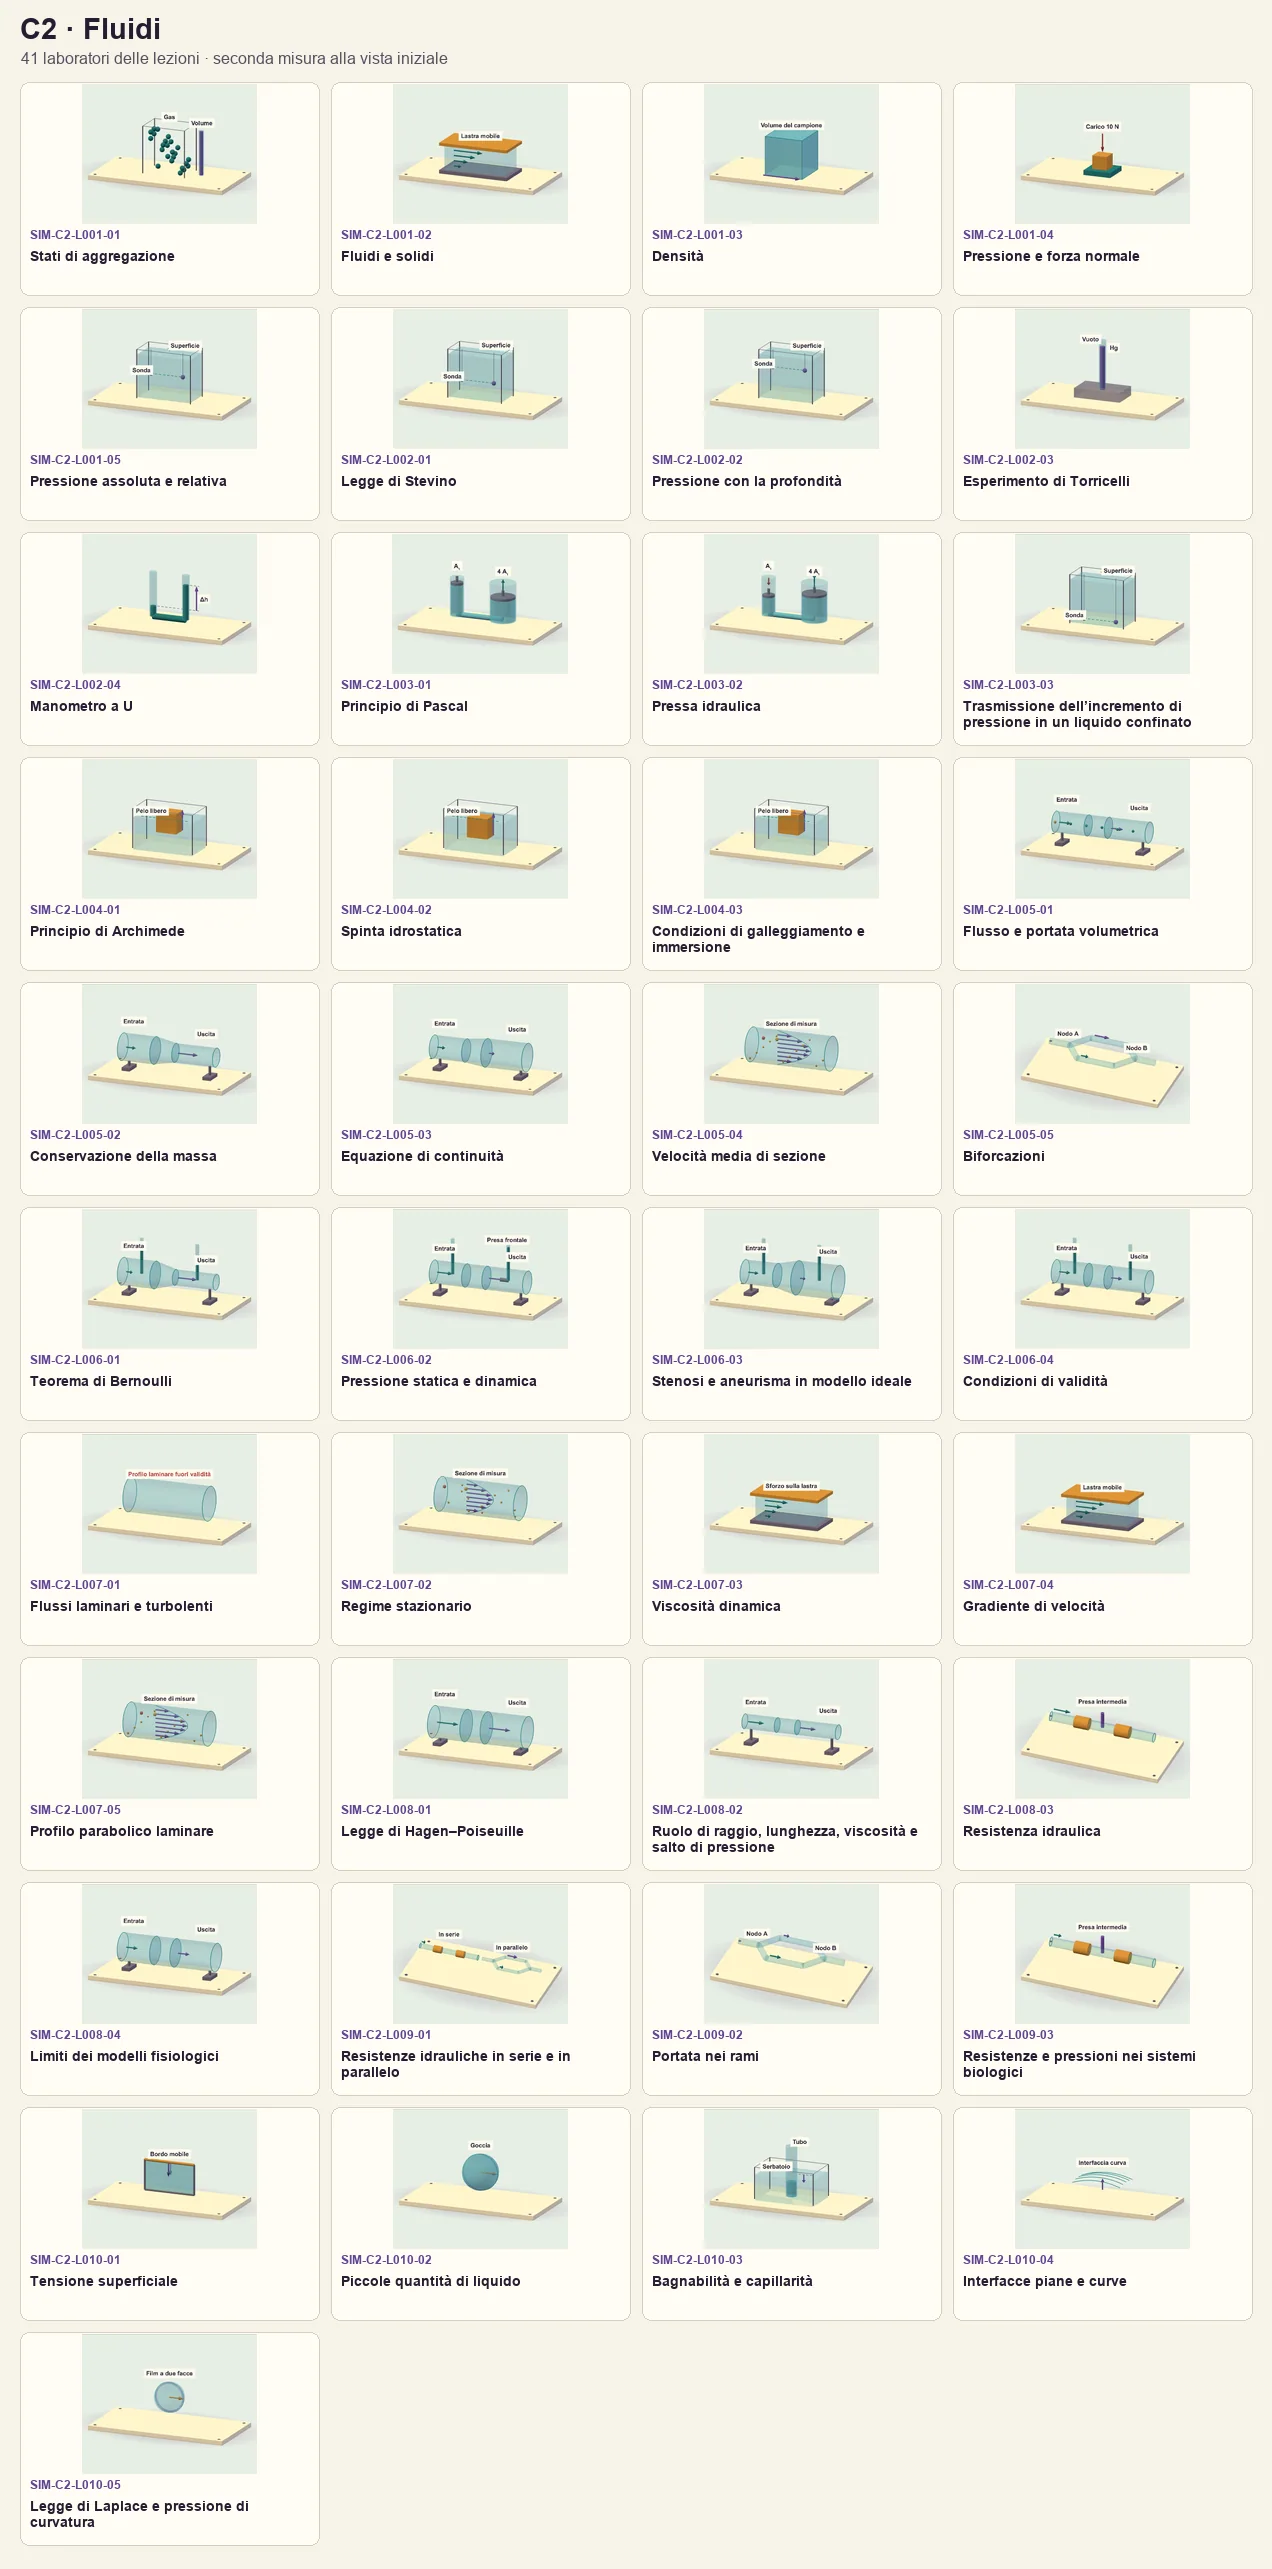 C2 · Fluidi
41 laboratori delle lezioni · seconda misura alla vista iniziale
Gas
Volume
SIM-C2-L001-01
Stati di aggregazione
Lastra mobile
SIM-C2-L001-02
Fluidi e solidi
Volume del campione
SIM-C2-L001-03
Densità
Carico 10 N
SIM-C2-L001-04
Pressione e forza normale
Superficie
Sonda
SIM-C2-L001-05
Pressione assoluta e relativa
Superficie
Sonda
SIM-C2-L002-01
Legge di Stevino
Superficie
Sonda
SIM-C2-L002-02
Pressione con la profondità
Vuoto
Hg
SIM-C2-L002-03
Esperimento di Torricelli
Δh
SIM-C2-L002-04
Manometro a U
A₁
4 A₁
SIM-C2-L003-01
Principio di Pascal
A₁
4 A₁
SIM-C2-L003-02
Pressa idraulica
Superficie
Sonda
SIM-C2-L003-03
Trasmissione dell’incremento di
pressione in un liquido confinato
Pelo libero
SIM-C2-L004-01
Principio di Archimede
Pelo libero
SIM-C2-L004-02
Spinta idrostatica
Pelo libero
SIM-C2-L004-03
Condizioni di galleggiamento e
immersione
Entrata
Uscita
SIM-C2-L005-01
Flusso e portata volumetrica
Entrata
Uscita
SIM-C2-L005-02
Conservazione della massa
Entrata
Uscita
SIM-C2-L005-03
Equazione di continuità
Sezione di misura
SIM-C2-L005-04
Velocità media di sezione
Nodo A
Nodo B
SIM-C2-L005-05
Biforcazioni
Entrata
Uscita
SIM-C2-L006-01
Teorema di Bernoulli
Presa frontale
Entrata
Uscita
SIM-C2-L006-02
Pressione statica e dinamica
Entrata
Uscita
SIM-C2-L006-03
Stenosi e aneurisma in modello ideale
Entrata
Uscita
SIM-C2-L006-04
Condizioni di validità
Profilo laminare fuori validità
SIM-C2-L007-01
Flussi laminari e turbolenti
Sezione di misura
SIM-C2-L007-02
Regime stazionario
Sforzo sulla lastra
SIM-C2-L007-03
Viscosità dinamica
Lastra mobile
SIM-C2-L007-04
Gradiente di velocità
Sezione di misura
SIM-C2-L007-05
Profilo parabolico laminare
Entrata
Uscita
SIM-C2-L008-01
Legge di Hagen–Poiseuille
Entrata
Uscita
SIM-C2-L008-02
Ruolo di raggio, lunghezza, viscosità e
salto di pressione
Presa intermedia
SIM-C2-L008-03
Resistenza idraulica
Entrata
Uscita
SIM-C2-L008-04
Limiti dei modelli fisiologici
In serie
In parallelo
SIM-C2-L009-01
Resistenze idrauliche in serie e in
parallelo
Nodo A
Nodo B
SIM-C2-L009-02
Portata nei rami
Presa intermedia
SIM-C2-L009-03
Resistenze e pressioni nei sistemi
biologici
Bordo mobile
SIM-C2-L010-01
Tensione superficiale
Goccia
SIM-C2-L010-02
Piccole quantità di liquido
Tubo
Serbatoio
SIM-C2-L010-03
Bagnabilità e capillarità
Interfaccia curva
SIM-C2-L010-04
Interfacce piane e curve
Film a due facce
SIM-C2-L010-05
Legge di Laplace e pressione di
curvatura